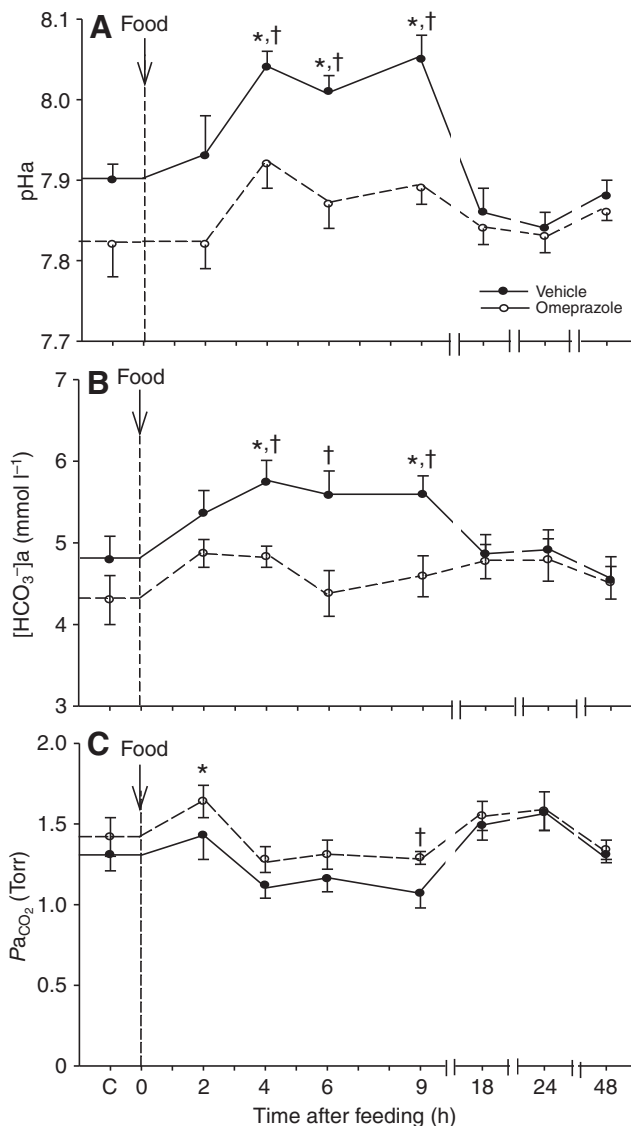 8.1
A
Food
*,†
*,†
*,†
8.0
pHa
7.9
7.8
Vehicle
Omeprazole
7.7
7
B
Food
6
*,†
†
*,†
[HCO₃⁻]a (mmol l⁻¹)
5
4
3
2.0
C
Food
*
†
1.5
PaCO₂ (Torr)
1.0
0.5
0
C 0 2 4 6 9 18 24 48
Time after feeding (h)